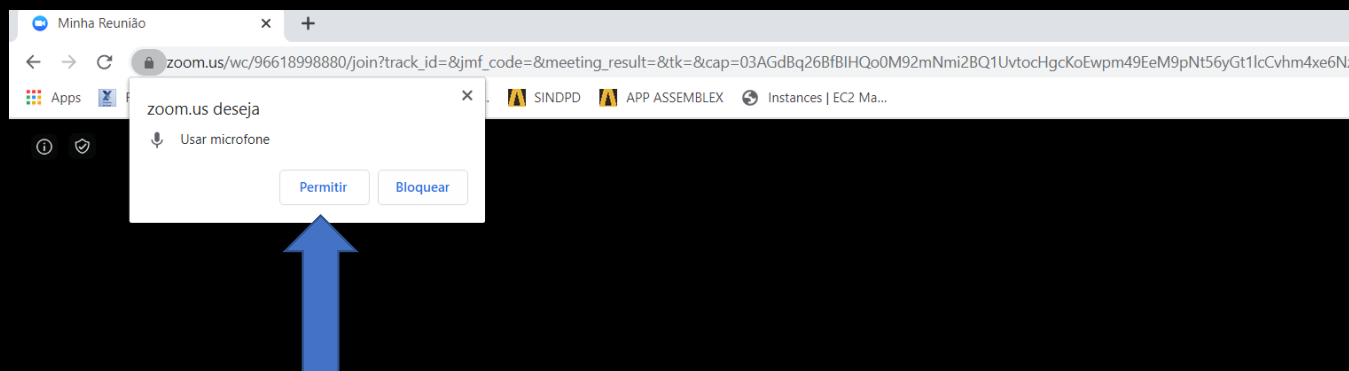 Minha Reunião
zoom.us/wc/96618998880/join?track_id=&jmf_code=&meeting_result=&tk=&cap=03AGdBq26BfBIHQo0M92mNmi2BQ1UvtocHgcKoEwpm49EeM9pNt56yGt1lcCvhm4xe6N
Apps SINDPD APP ASSEMBLEX Instances | EC2 Ma...
zoom.us deseja
Usar microfone
Permitir Bloquear